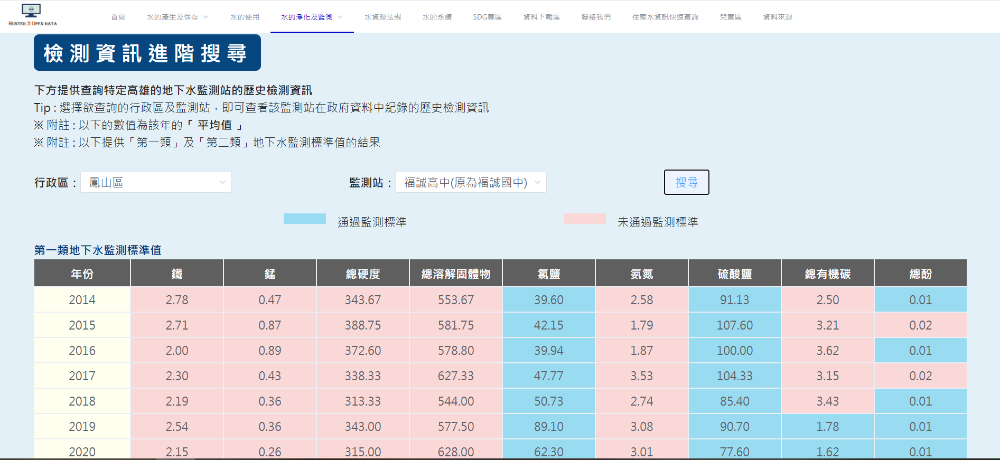 HUNTER 2 OPEN-DATA
首頁 水的產生及保存 水的使用 水的淨化及監測 水資源法規 水的永續 SDG專區 資料下載區 聯絡我們 住家水資訊快速查詢 兒童區 資料來源
檢測資訊進階搜尋
下方提供查詢特定高雄的地下水監測站的歷史檢測資訊
Tip : 選擇欲查詢的行政區及監測站，即可查看該監測站在政府資料中紀錄的歷史檢測資訊
※ 附註 : 以下的數值為該年的「 平均值 」
※ 附註 : 以下提供「第一類」及「第二類」地下水監測標準值的結果
行政區 : 鳳山區 監測站 : 福誠高中(原為福誠國中) 搜尋
通過監測標準 未通過監測標準
第一類地下水監測標準值
年份 鐵 錳 總硬度 總溶解固體物 氯鹽 氨氮 硫酸鹽 總有機碳 總酚
2014 2.78 0.47 343.67 553.67 39.60 2.58 91.13 2.50 0.01
2015 2.71 0.87 388.75 581.75 42.15 1.79 107.60 3.21 0.02
2016 2.00 0.89 372.60 578.80 39.94 1.87 100.00 3.62 0.01
2017 2.30 0.43 338.33 627.33 47.77 3.53 104.33 3.15 0.02
2018 2.19 0.36 313.33 544.00 50.73 2.74 85.40 3.43 0.01
2019 2.54 0.36 343.00 577.50 89.10 3.08 90.70 1.78 0.01
2020 2.15 0.26 315.00 628.00 62.30 3.01 77.60 1.62 0.01